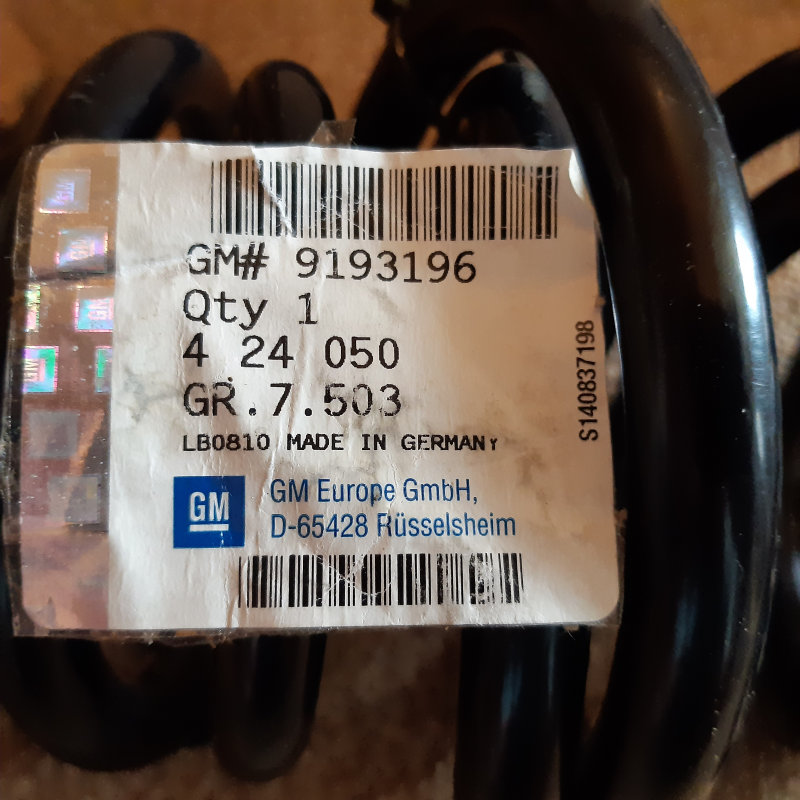 GM# 9193196
Qty 1
4 24 050
GR.7.503
LB0810 MADE IN GERMANY
GM
GM Europe GmbH,
D-65428 Rüsselsheim
S140837198